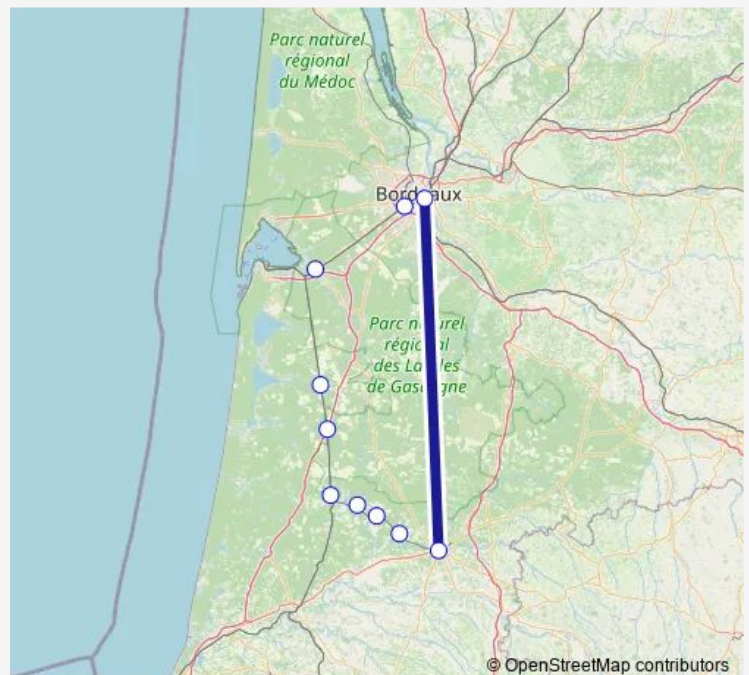 Parc naturel
régional
du Médoc
Bordeaux
Parc naturel
régional
des Landes
de Gascogne
© OpenStreetMap contributors